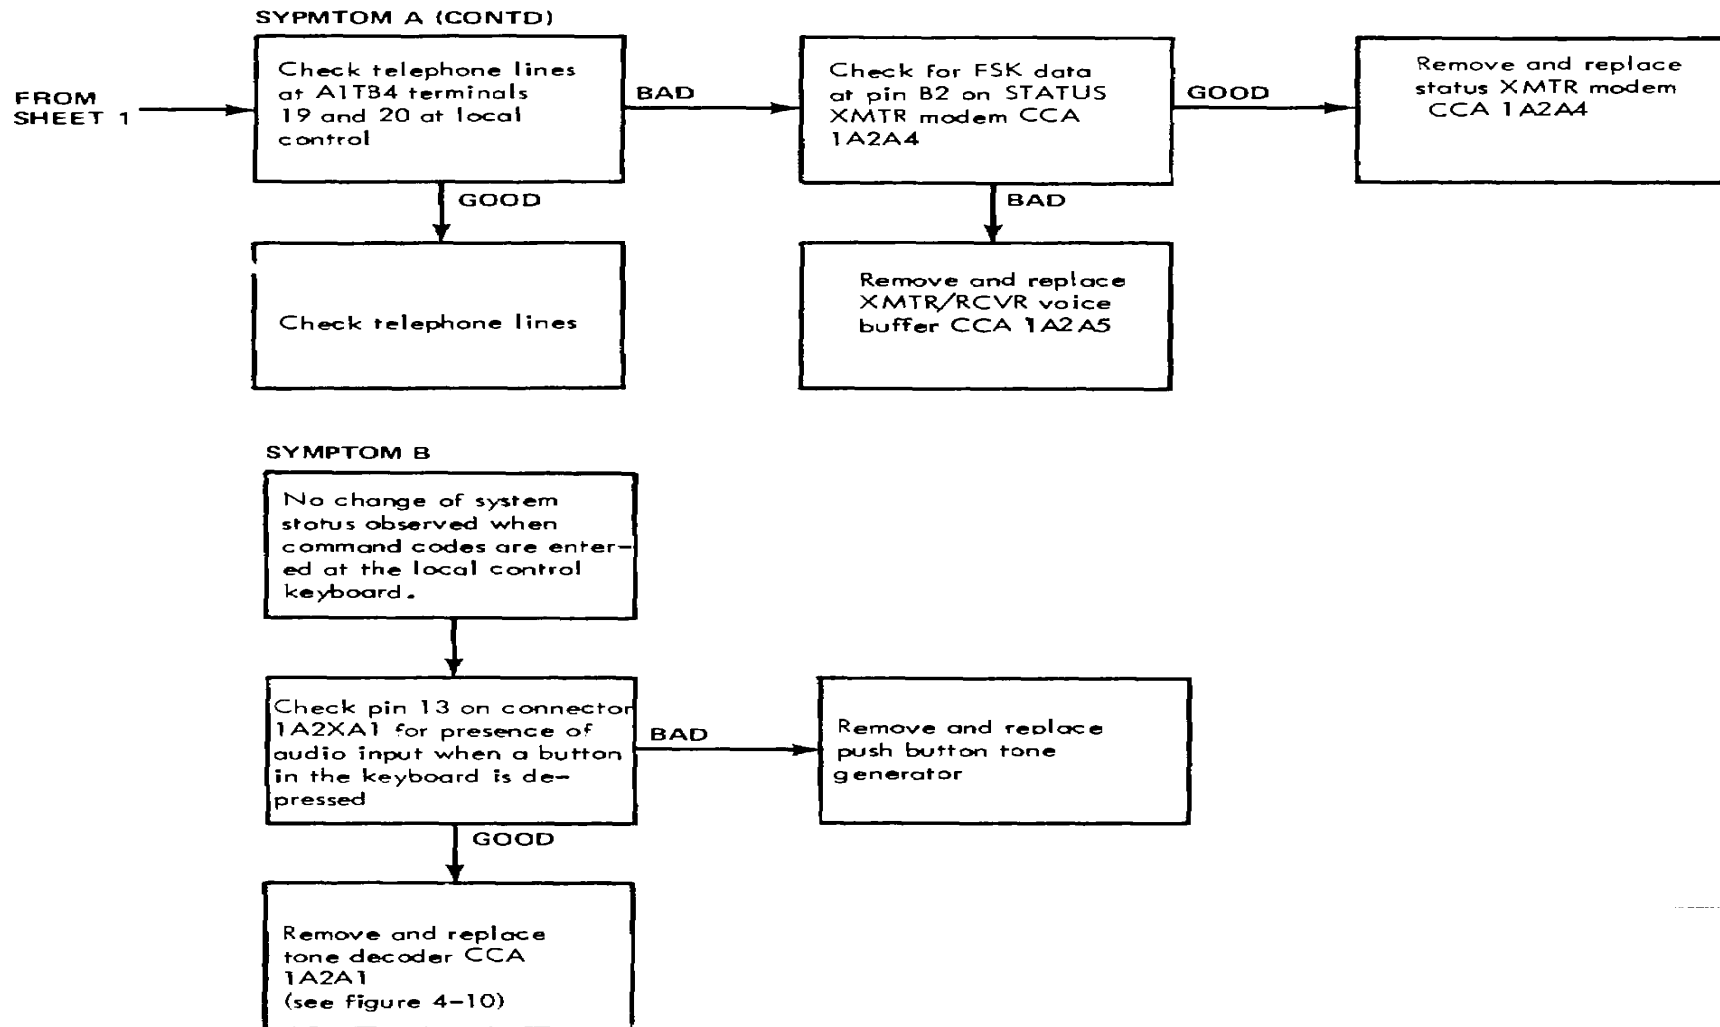 SYPMTOM A (CONTD)
FROM
SHEET 1
Check telephone lines
at A1TB4 terminals
19 and 20 at local
control
BAD
Check for FSK data
at pin B2 on STATUS
XMTR modem CCA
1A2A4
GOOD
Remove and replace
status XMTR modem
CCA 1A2A4
GOOD
Check telephone lines
BAD
Remove and replace
XMTR/RCVR voice
buffer CCA 1A2A5
SYMPTOM B
No change of system
status observed when
command codes are enter-
ed at the local control
keyboard.
Check pin 13 on connector
1A2XA1 for presence of
audio input when a button
in the keyboard is de-
pressed
BAD
Remove and replace
push button tone
generator
GOOD
Remove and replace
tone decoder CCA
1A2A1
(see figure 4-10)